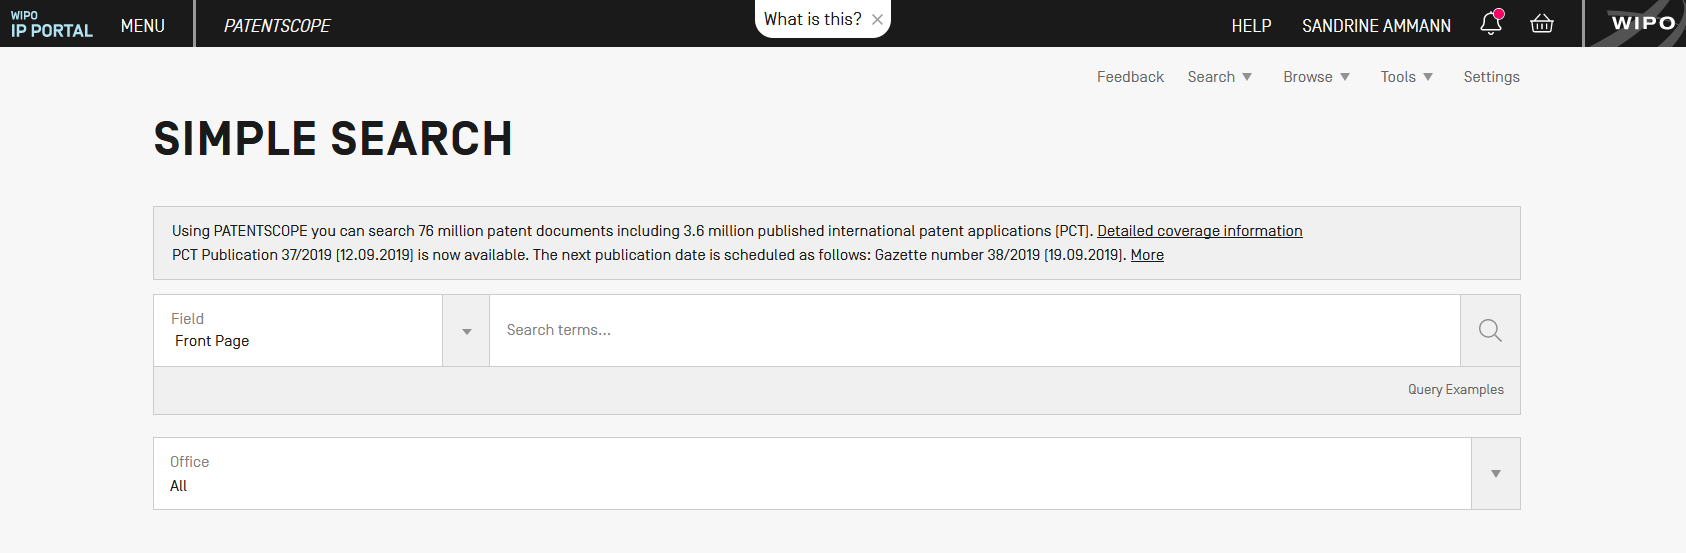 WIPO
IP PORTAL
MENU
PATENTSCOPE
What is this?
HELP
SANDRINE AMMANN
WIPO
Feedback
Search
Browse
Tools
Settings
SIMPLE SEARCH
Using PATENTSCOPE you can search 76 million patent documents including 3.6 million published international patent applications (PCT). Detailed coverage information
PCT Publication 37/2019 (12.09.2019) is now available. The next publication date is scheduled as follows: Gazette number 38/2019 (19.09.2019). More
Field
Front Page
Search terms...
Query Examples
Office
All